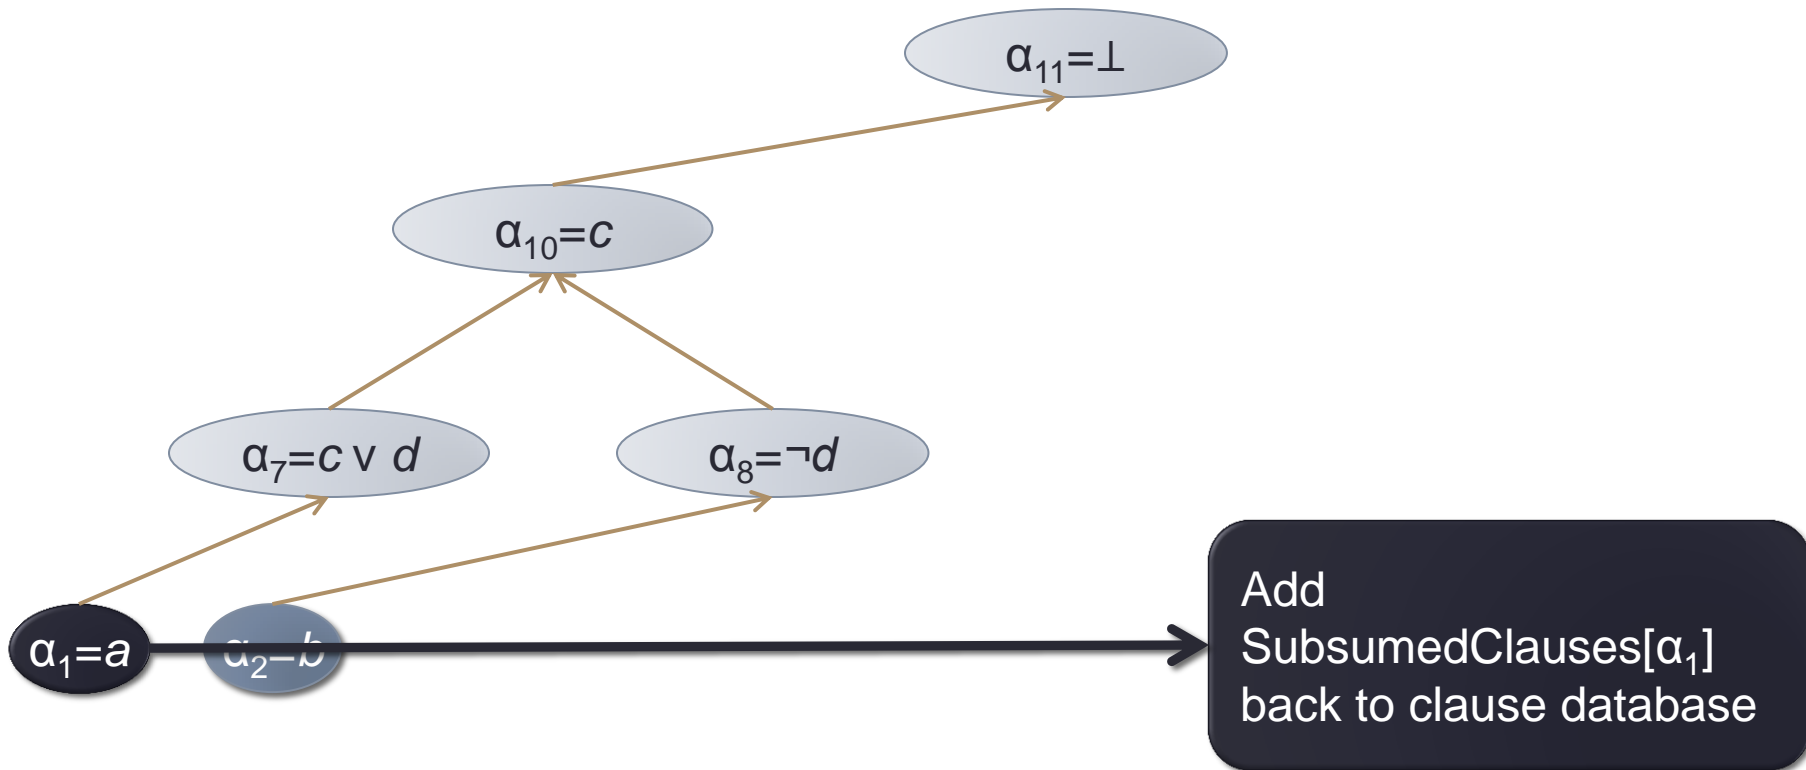 α₁₁=⊥
α₁₀=c
α₇=c ∨ d
α₈=¬d
α₁=a
α₂=b
Add
SubsumedClauses[α₁]
back to clause database